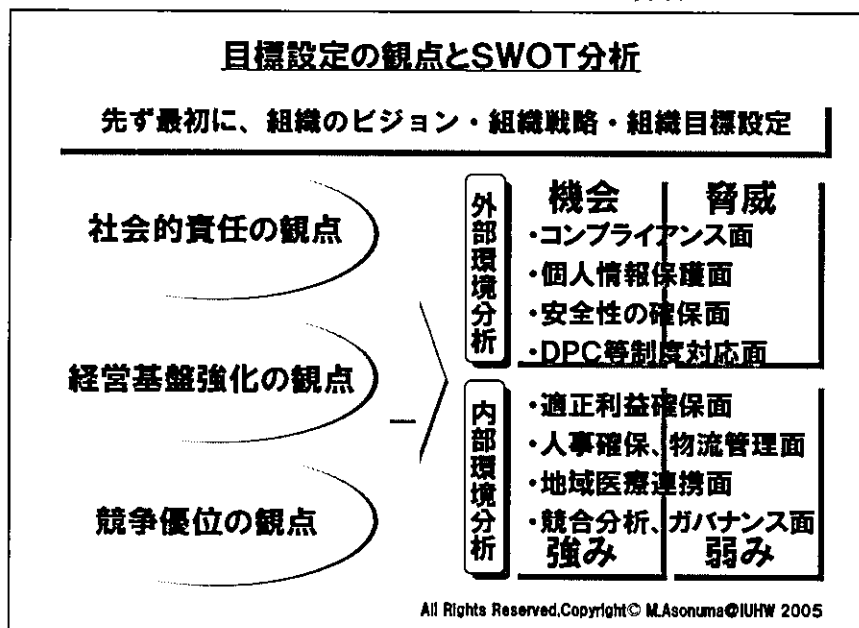 目標設定の観点とSWOT分析
先ず最初に、組織のビジョン・組織戦略・組織目標設定
社会的責任の観点
経営基盤強化の観点
競争優位の観点
外部環境分析
機会
脅威
・コンプライアンス面
・個人情報保護面
・安全性の確保面
・DPC等制度対応面
内部環境分析
・適正利益確保面
・人事確保、物流管理面
・地域医療連携面
・競合分析、ガバナンス面
強み
弱み
All Rights Reserved,Copyright© M.Asonuma@IUHW 2005